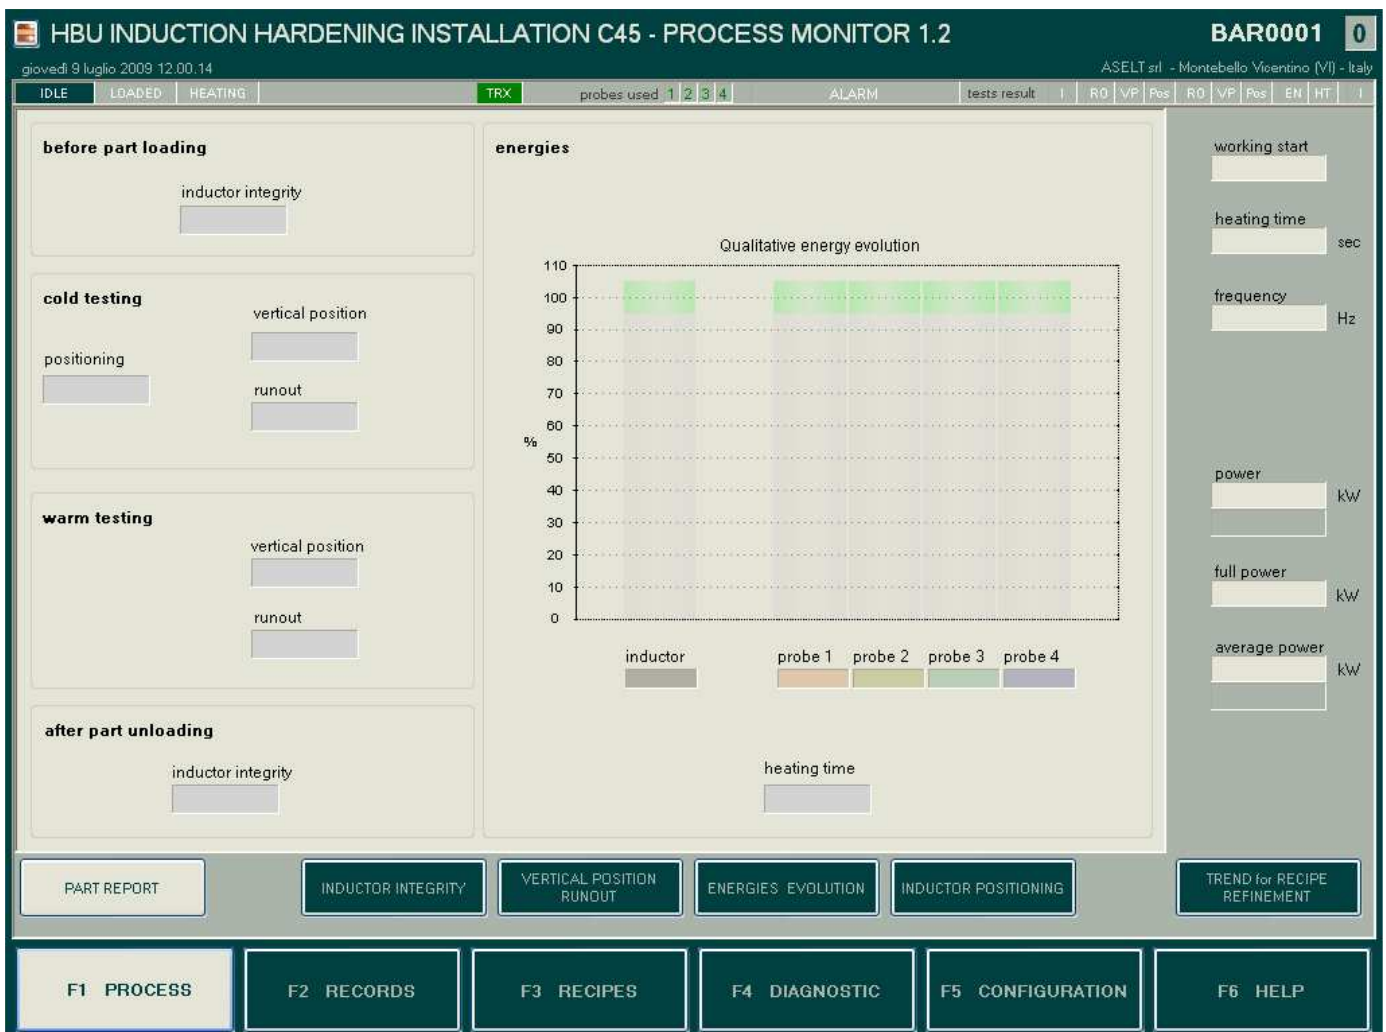 HBU INDUCTION HARDENING INSTALLATION C45 - PROCESS MONITOR 1.2
BAR0001 0
giovedì 9 luglio 2009 12.00.14
ASELT srl - Montebello Vicentino (VI) - Italy
IDLE LOADED HEATING TRX probes used 1 2 3 4 ALARM tests result I R0 VP Pos R0 VP Pos EN HT I
before part loading
inductor integrity
cold testing
vertical position
positioning
runout
warm testing
vertical position
runout
after part unloading
inductor integrity
energies
Qualitative energy evolution
110
100
90
80
70
60
%
50
40
30
20
10
0
inductor probe 1 probe 2 probe 3 probe 4
heating time
working start
heating time
sec
frequency
Hz
power
kW
full power
kW
average power
kW
PART REPORT
INDUCTOR INTEGRITY
VERTICAL POSITION
RUNOUT
ENERGIES EVOLUTION
INDUCTOR POSITIONING
TREND for RECIPE
REFINEMENT
F1 PROCESS
F2 RECORDS
F3 RECIPES
F4 DIAGNOSTIC
F5 CONFIGURATION
F6 HELP